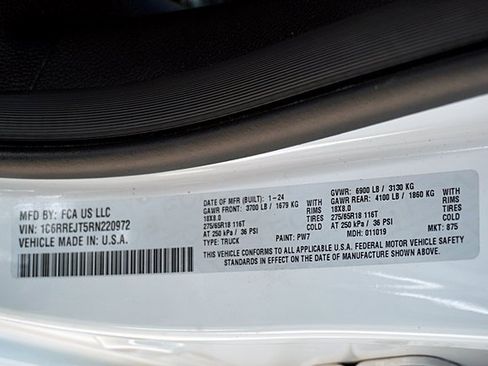 MFD BY: FCA US LLC
VIN: 1C6RREJT5RN220972
VEHICLE MADE IN: U.S.A.
DATE OF MFR (BUILT): 1-24
GAWR FRONT: 3700 LB / 1679 KG WITH
18X8.0 RIMS
275/65R18 116T TIRES
AT 250 kPa / 36 PSI COLD
TYPE: TRUCK PAINT: PW7
GVWR: 6900 LB / 3130 KG
GAWR REAR: 4100 LB / 1860 KG WITH
18X8.0 RIMS
275/65R18 116T TIRES
AT 250 kPa / 36 PSI COLD
MDH: 011019 MKT: 875
THIS VEHICLE CONFORMS TO ALL APPLICABLE U.S.A. FEDERAL MOTOR VEHICLE SAFETY
STANDARDS IN EFFECT ON THE DATE OF MANUFACTURE SHOWN ABOVE.